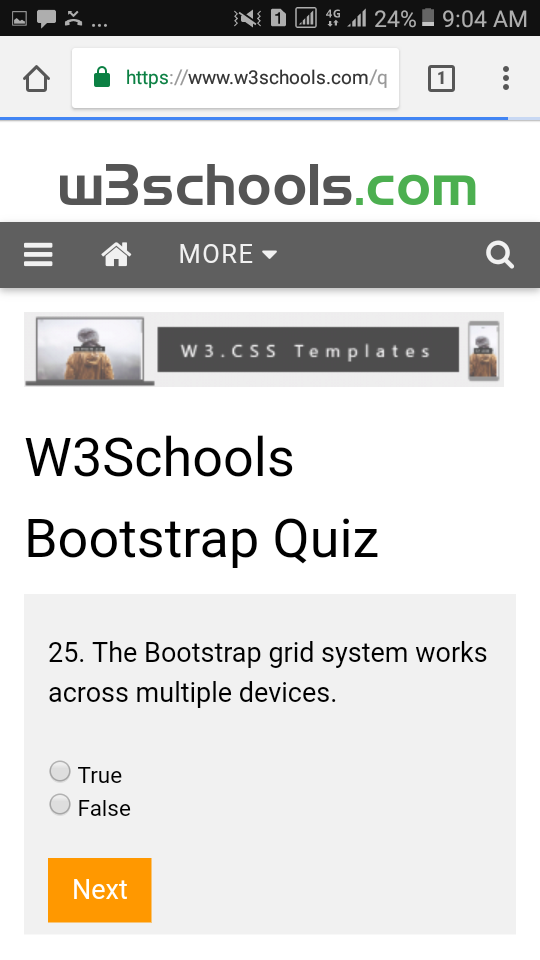 ... 1 4G 24% 9:04 AM
https://www.w3schools.com/q
1
w3schools.com
MORE
W3.CSS Templates
W3Schools
Bootstrap Quiz
25. The Bootstrap grid system works
across multiple devices.
True
False
Next